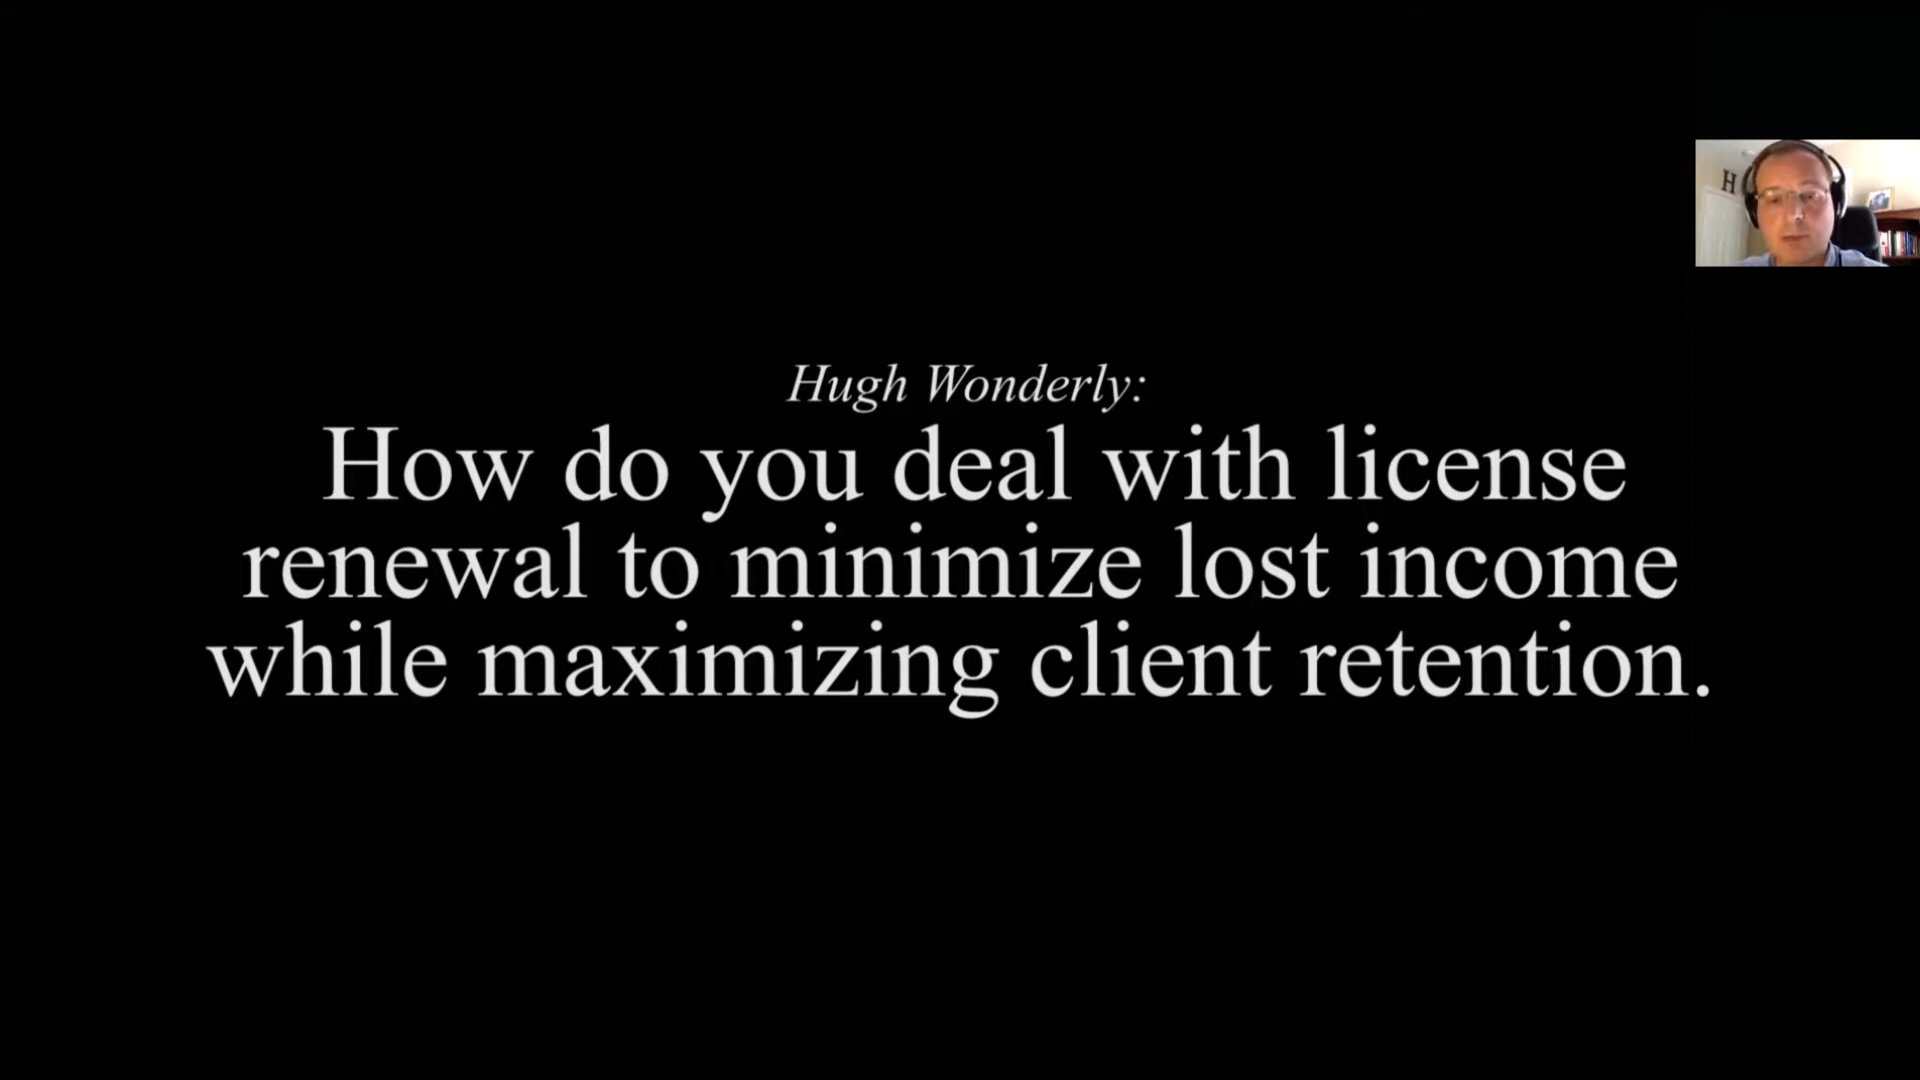 H
Hugh Wonderly:
How do you deal with license
renewal to minimize lost income
while maximizing client retention.